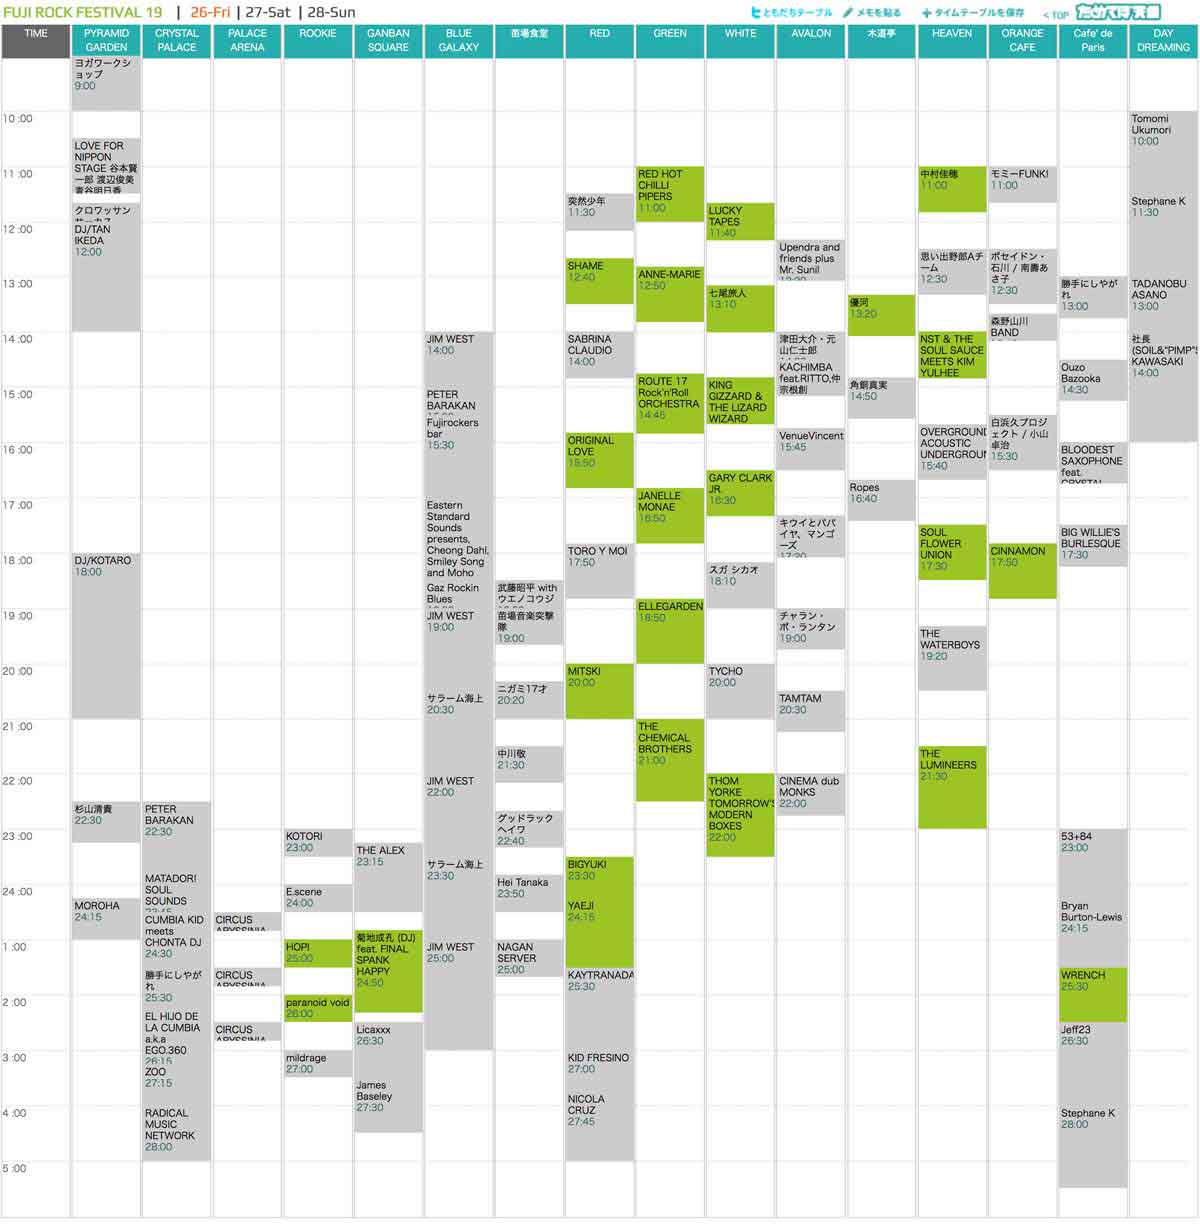 FUJI ROCK FESTIVAL 19 | 26-Fri | 27-Sat | 28-Sun
ともだちテーブル
メモを貼る
タイムテーブルを保存
< TOP
TIME
PYRAMID
GARDEN
CRYSTAL
PALACE
PALACE
ARENA
ROOKIE
GANBAN
SQUARE
BLUE
GALAXY
苗場食堂
RED
GREEN
WHITE
AVALON
木道亭
HEAVEN
ORANGE
CAFE
Cafe' de
Paris
DAY
DREAMING
10 :00
11 :00
12 :00
13 :00
14 :00
15 :00
16 :00
17 :00
18 :00
19 :00
20 :00
21 :00
22 :00
23 :00
24 :00
1 :00
2 :00
3 :00
4 :00
5 :00
ヨガワークシ
ョップ
9:00
LOVE FOR
NIPPON
STAGE 谷本賢
一郎 渡辺俊美
青谷明日香
クロワッサン
サーカス
DJ/TAN
IKEDA
12:00
DJ/KOTARO
18:00
杉山清貴
22:30
MOROHA
24:15
PETER
BARAKAN
22:30
MATADOR!
SOUL
SOUNDS
23:45
CUMBIA KID
meets
CHONTA DJ
24:30
勝手にしやが
れ
25:30
EL HIJO DE
LA CUMBIA
a.k.a
EGO.360
26:15
ZOO
27:15
RADICAL
MUSIC
NETWORK
28:00
CIRCUS
ABYSSINIA
CIRCUS
ABYSSINIA
CIRCUS
ABYSSINIA
KOTORI
23:00
E.scene
24:00
HOPI
25:00
paranoid void
26:00
mildrage
27:00
THE ALEX
23:15
菊地成孔 (DJ)
feat. FINAL
SPANK
HAPPY
24:50
Licaxxx
26:30
James
Baseley
27:30
JIM WEST
14:00
PETER
BARAKAN
15:00
Fujirockers
bar
15:30
Eastern
Standard
Sounds
presents,
Cheong Dahl,
Smiley Song
and Moho
Gaz Rockin
Blues
JIM WEST
19:00
サラーム海上
20:30
JIM WEST
22:00
サラーム海上
23:30
JIM WEST
25:00
武藤昭平 with
ウエノコウジ
苗場音楽突撃
隊
19:00
ニガミ17才
20:20
中川敬
21:30
グッドラック
ヘイワ
22:40
Hei Tanaka
23:50
NAGAN
SERVER
25:00
突然少年
11:30
SHAME
12:40
SABRINA
CLAUDIO
14:00
ORIGINAL
LOVE
15:50
TORO Y MOI
17:50
MITSKI
20:00
BIGYUKI
23:30
YAEJI
24:15
KAYTRANADA
25:30
KID FRESINO
27:00
NICOLA
CRUZ
27:45
RED HOT
CHILLI
PIPERS
11:00
ANNE-MARIE
12:50
ROUTE 17
Rock'n'Roll
ORCHESTRA
14:45
JANELLE
MONAE
16:50
ELLEGARDEN
18:50
THE
CHEMICAL
BROTHERS
21:00
LUCKY
TAPES
11:40
七尾旅人
13:10
KING
GIZZARD &
THE LIZARD
WIZARD
GARY CLARK
JR.
16:30
スガ シカオ
18:10
TYCHO
20:00
THOM
YORKE
TOMORROW'S
MODERN
BOXES
22:00
Upendra and
friends plus
Mr. Sunil
12:20
津田大介・元
山仁士郎
KACHIMBA
feat.RITTO,仲
宗根創
VenueVincent
15:45
キウイとパパ
イヤ、マンゴ
ーズ
17:20
チャラン・
ポ・ランタン
19:00
TAMTAM
20:30
CINEMA dub
MONKS
22:00
優河
13:20
角銅真実
14:50
Ropes
16:40
中村佳穂
11:00
思い出野郎Aチ
ーム
12:30
NST & THE
SOUL SAUCE
MEETS KIM
YULHEE
OVERGROUND
ACOUSTIC
UNDERGROUN
15:40
SOUL
FLOWER
UNION
17:30
THE
WATERBOYS
19:20
THE
LUMINEERS
21:30
モミーFUNK!
11:00
ポセイドン・
石川 / 南壽あ
さ子
12:30
森野山川
BAND
白浜久プロジ
ェクト / 小山
卓治
15:30
CINNAMON
17:50
勝手にしやが
れ
13:00
Ouzo
Bazooka
14:30
BLOODEST
SAXOPHONE
feat.
CRYSTAL
BIG WILLIE'S
BURLESQUE
17:30
53+84
23:00
Bryan
Burton-Lewis
24:15
WRENCH
25:30
Jeff23
26:30
Stephane K
28:00
Tomomi
Ukumori
10:00
Stephane K
11:30
TADANOBU
ASANO
13:00
社長
(SOIL&"PIMP"S
KAWASAKI
14:00